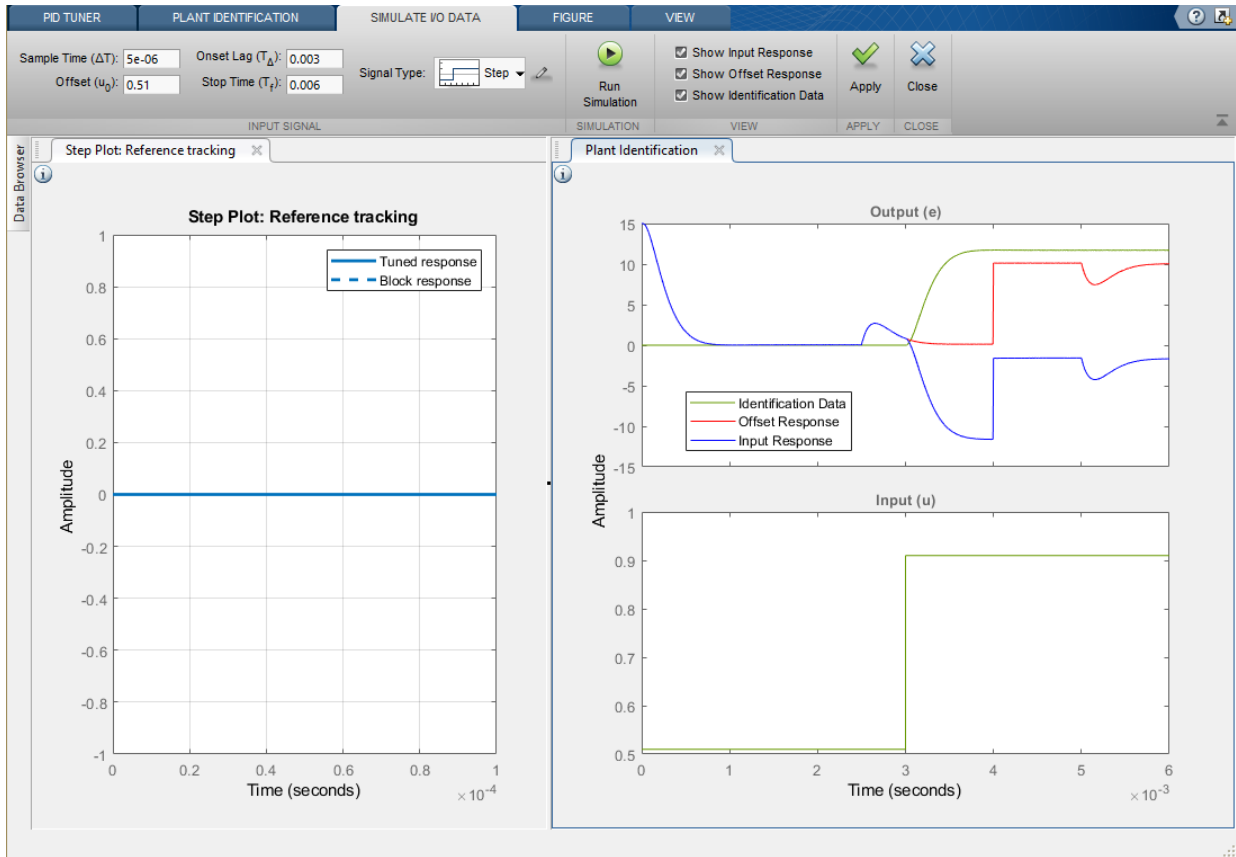 PID TUNER
PLANT IDENTIFICATION
SIMULATE I/O DATA
FIGURE
VIEW
?
Sample Time (ΔT): 5e-06
Onset Lag (TΔ): 0.003
Offset (u0): 0.51
Stop Time (Tf): 0.006
Signal Type: Step
INPUT SIGNAL
Run
Simulation
SIMULATION
Show Input Response
Show Offset Response
Show Identification Data
VIEW
Apply
APPLY
Close
CLOSE
Data Browser
Step Plot: Reference tracking
i
Step Plot: Reference tracking
Tuned response
Block response
Amplitude
1
0.8
0.6
0.4
0.2
0
-0.2
-0.4
-0.6
-0.8
-1
0 0.2 0.4 0.6 0.8 1
Time (seconds)
×10-4
Plant Identification
i
Output (e)
15
10
5
0
-5
-10
-15
Identification Data
Offset Response
Input Response
Amplitude
Input (u)
1
0.9
0.8
0.7
0.6
0.5
0 1 2 3 4 5 6
Time (seconds)
×10-3